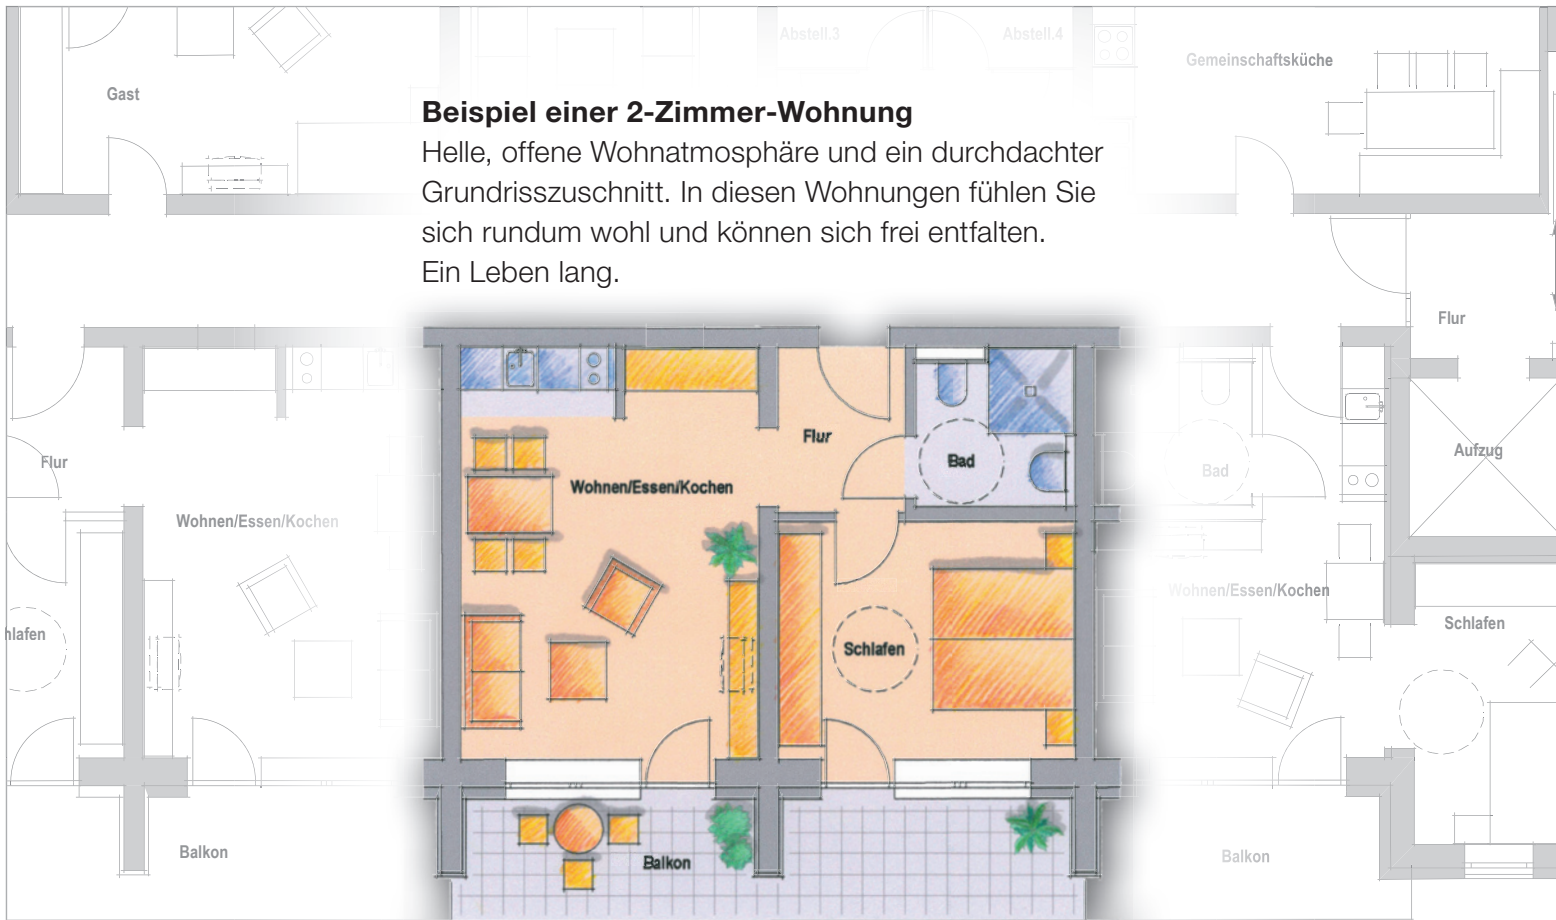 Abstell.3
Abstell.4
Gemeinschaftsküche
Gast
Beispiel einer 2-Zimmer-Wohnung
Helle, offene Wohnatmosphäre und ein durchdachter
Grundrisszuschnitt. In diesen Wohnungen fühlen Sie
sich rundum wohl und können sich frei entfalten.
Ein Leben lang.
Flur
Flur
Flur
Bad
Bad
Aufzug
Wohnen/Essen/Kochen
Wohnen/Essen/Kochen
Wohnen/Essen/Kochen
hlafen
Schlafen
Schlafen
Balkon
Balkon
Balkon